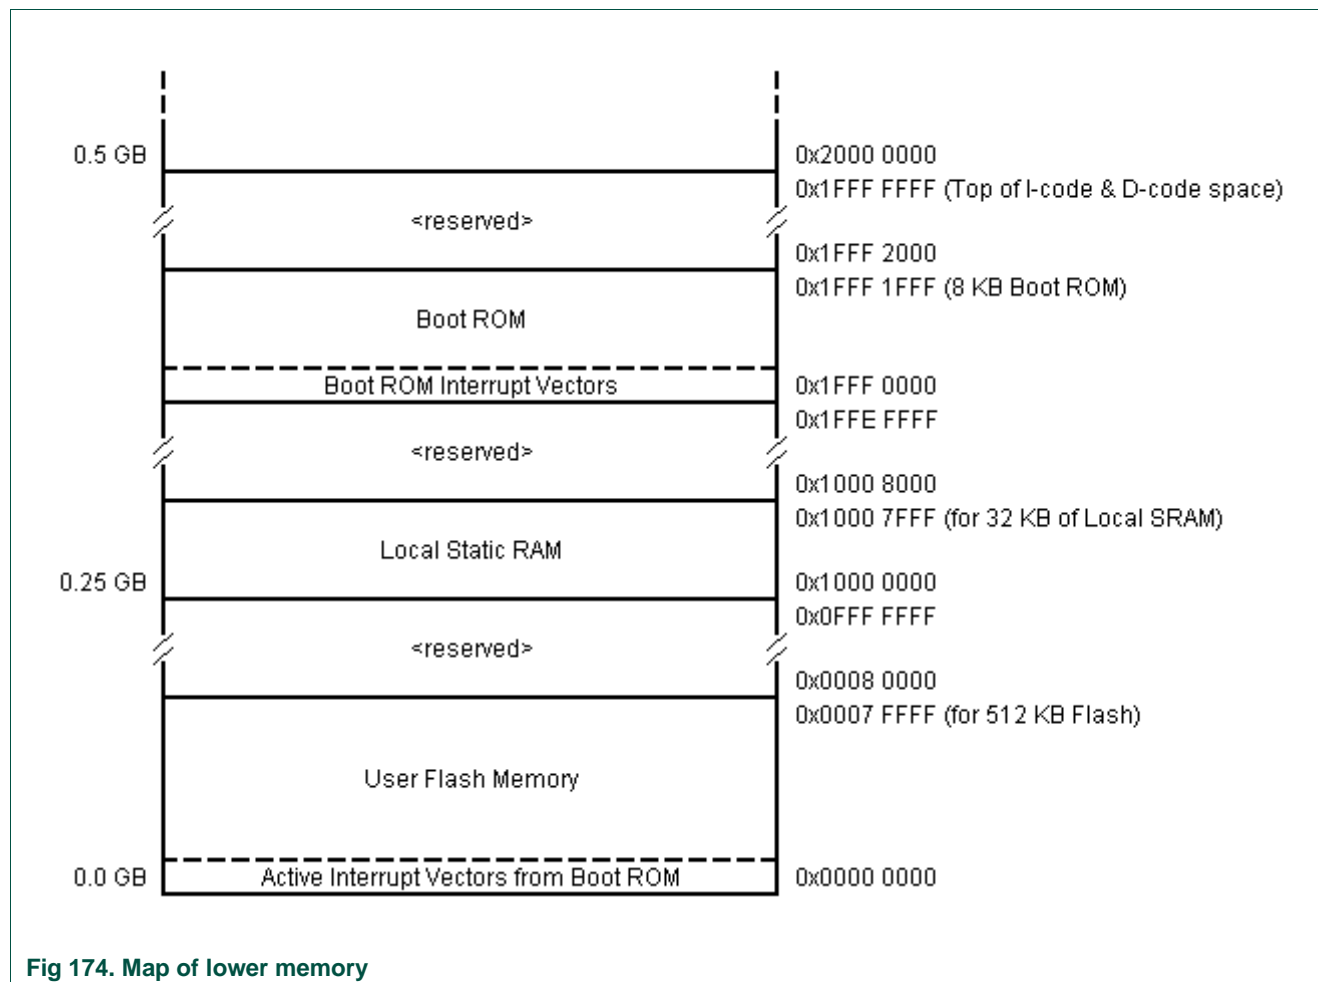 0.5 GB 0x2000 0000
0x1FFF FFFF (Top of I-code & D-code space)
<reserved>
0x1FFF 2000
0x1FFF 1FFF (8 KB Boot ROM)
Boot ROM
Boot ROM Interrupt Vectors 0x1FFF 0000
0x1FFE FFFF
<reserved>
0x1000 8000
0x1000 7FFF (for 32 KB of Local SRAM)
Local Static RAM
0.25 GB 0x1000 0000
0x0FFF FFFF
<reserved>
0x0008 0000
0x0007 FFFF (for 512 KB Flash)
User Flash Memory
0.0 GB Active Interrupt Vectors from Boot ROM 0x0000 0000
Fig 174. Map of lower memory